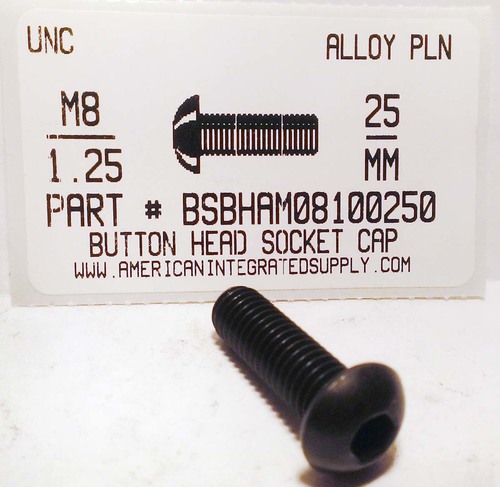 UNC ALLOY PLN
M8 25
1.25 MM
PART # BSBHAM08100250
BUTTON HEAD SOCKET CAP
WWW.AMERICANINTEGRATEDSUPPLY.COM